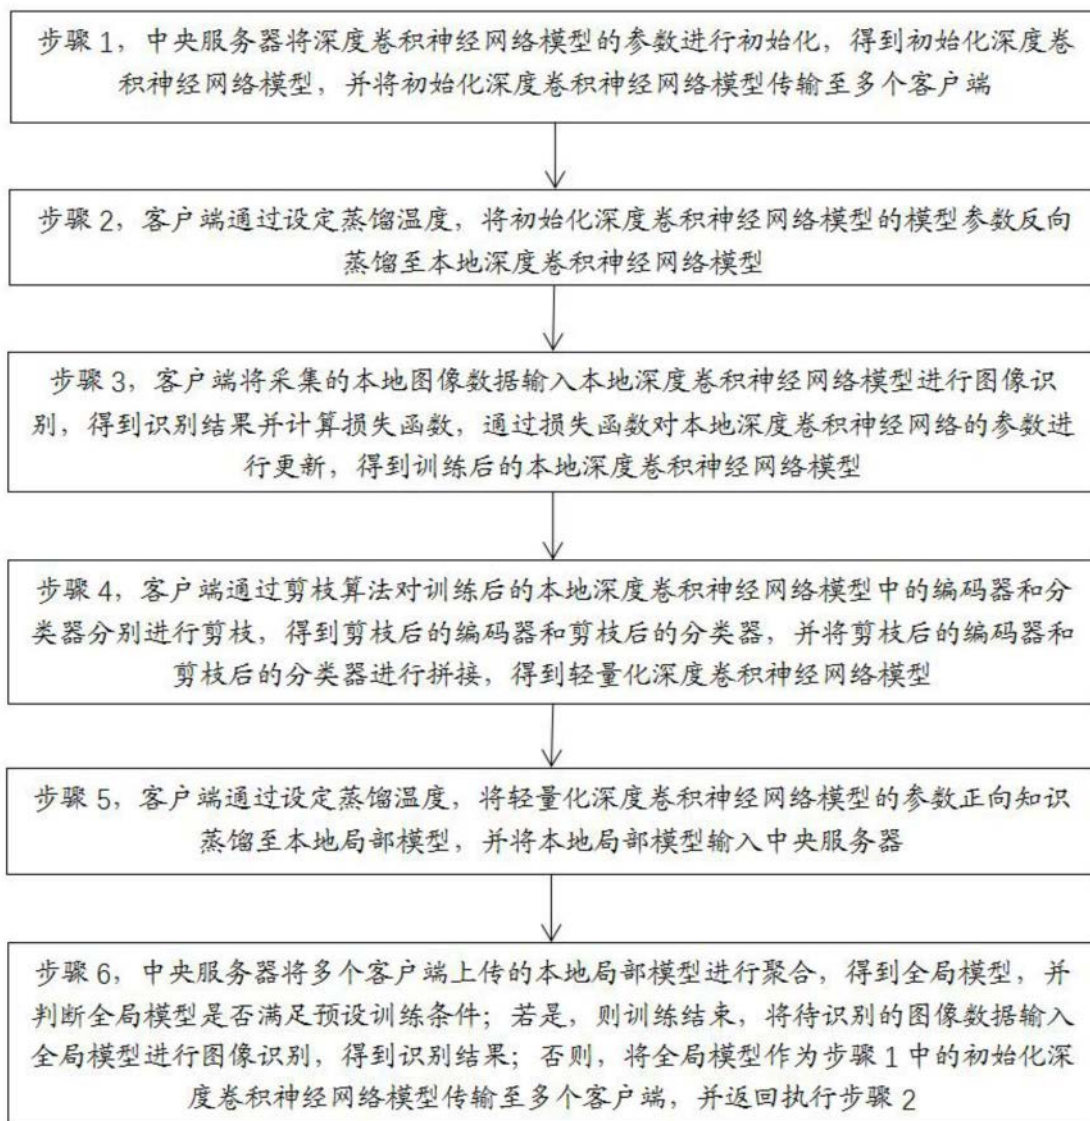 步骤 1，中央服务器将深度卷积神经网络模型的参数进行初始化，得到初始化深度卷
积神经网络模型，并将初始化深度卷积神经网络模型传输至多个客户端
步骤 2，客户端通过设定蒸馏温度，将初始化深度卷积神经网络模型的模型参数反向
蒸馏至本地深度卷积神经网络模型
步骤 3，客户端将采集的本地图像数据输入本地深度卷积神经网络模型进行图像识
别，得到识别结果并计算损失函数，通过损失函数对本地深度卷积神经网络的参数进
行更新，得到训练后的本地深度卷积神经网络模型
步骤 4，客户端通过剪枝算法对训练后的本地深度卷积神经网络模型中的编码器和分
类器分别进行剪枝，得到剪枝后的编码器和剪枝后的分类器，并将剪枝后的编码器和
剪枝后的分类器进行拼接，得到轻量化深度卷积神经网络模型
步骤 5，客户端通过设定蒸馏温度，将轻量化深度卷积神经网络模型的参数正向知识
蒸馏至本地局部模型，并将本地局部模型输入中央服务器
步骤 6，中央服务器将多个客户端上传的本地局部模型进行聚合，得到全局模型，并
判断全局模型是否满足预设训练条件；若是，则训练结束，将待识别的图像数据输入
全局模型进行图像识别，得到识别结果；否则，将全局模型作为步骤 1 中的初始化深
度卷积神经网络模型传输至多个客户端，并返回执行步骤 2